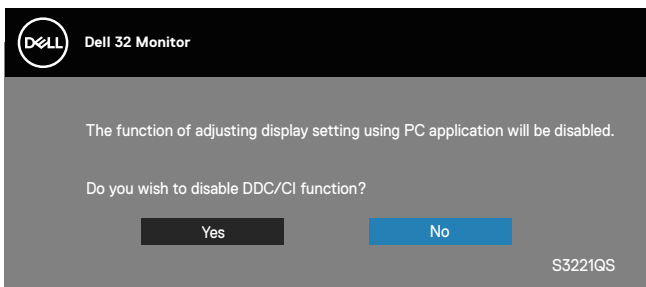 DELL
Dell 32 Monitor
The function of adjusting display setting using PC application will be disabled.
Do you wish to disable DDC/CI function?
Yes
No
S3221QS